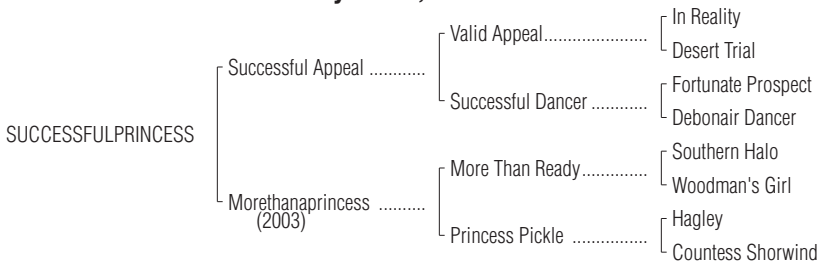 In Reality
Valid Appeal......................
Desert Trial
Successful Appeal ............
Fortunate Prospect
Successful Dancer ............
Debonair Dancer
SUCCESSFULPRINCESS
Southern Halo
More Than Ready..............
Woodman's Girl
Morethanaprincess ..........
(2003)
Hagley
Princess Pickle ................
Countess Shorwind